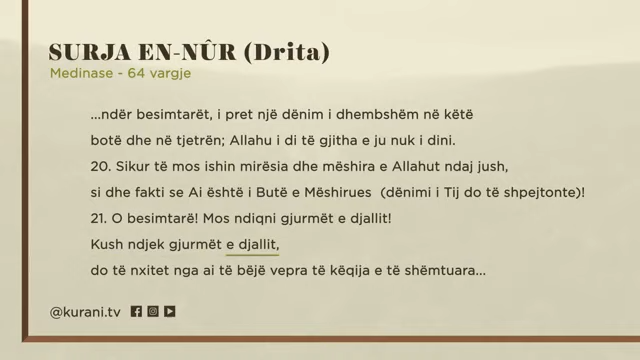 SURJA EN-NÛR (Drita)
Medinase - 64 vargje
...ndër besimtarët, i pret një dënim i dhembshëm në këtë
botë dhe në tjetrën; Allahu i di të gjitha e ju nuk i dini.
20. Sikur të mos ishin mirësia dhe mëshira e Allahut ndaj jush,
si dhe fakti se Ai është i Butë e Mëshirues (dënimi i Tij do të shpejtonte)!
21. O besimtarë! Mos ndiqni gjurmët e djallit!
Kush ndjek gjurmët e djallit,
do të nxitet nga ai të bëjë vepra të këqija e të shëmtuara...
@kurani.tv